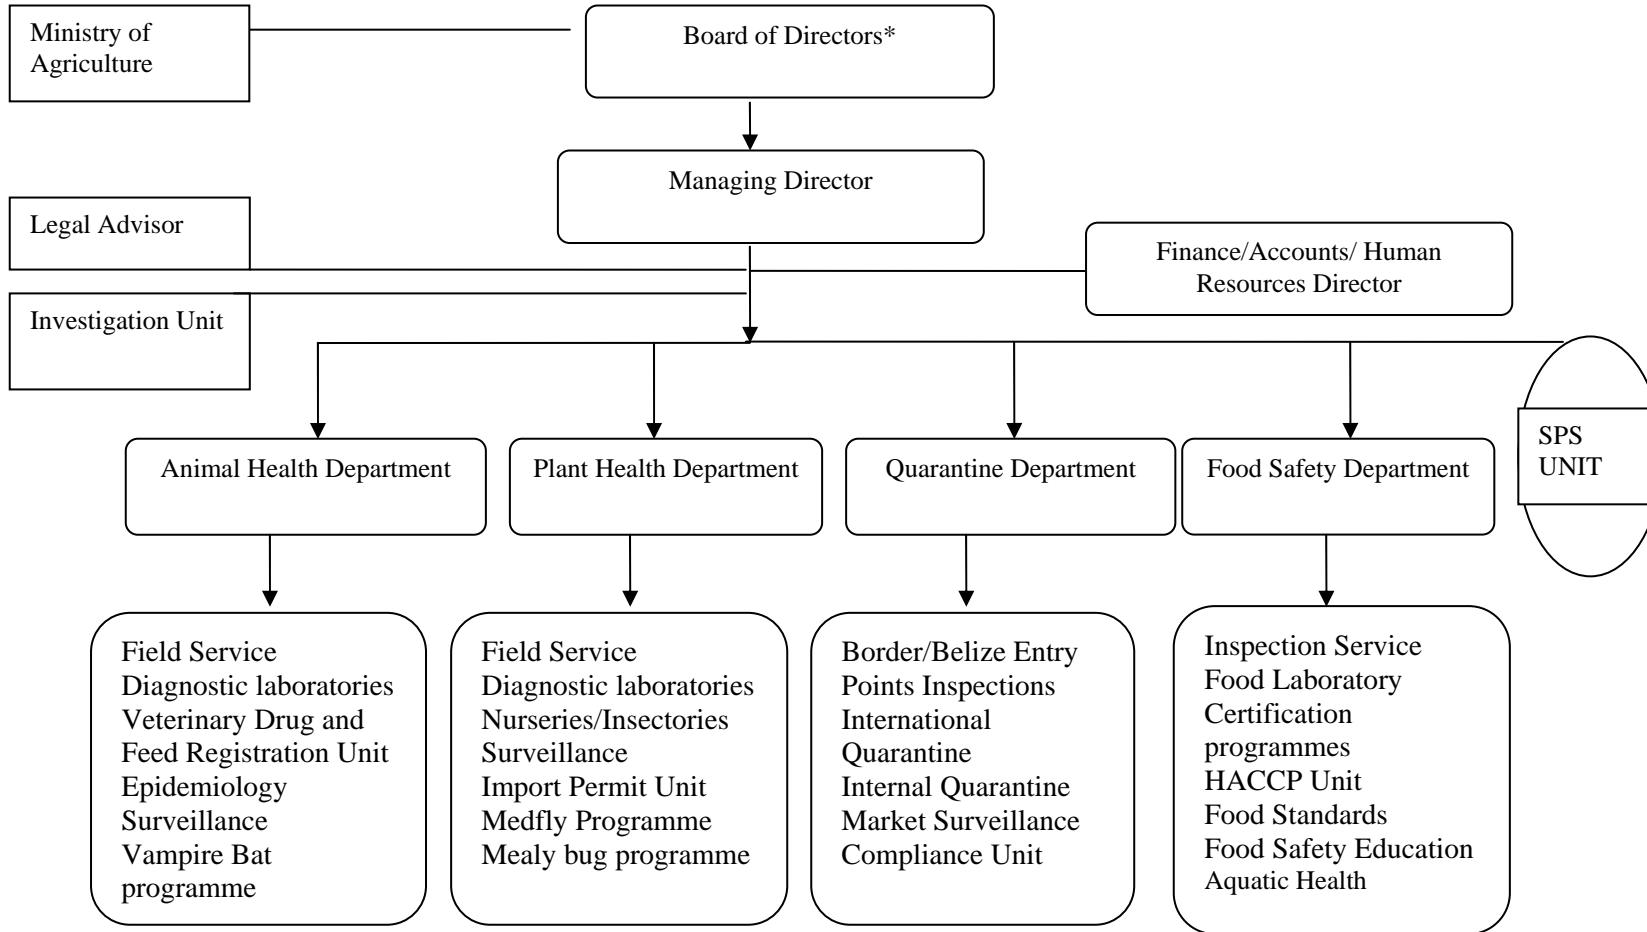 Ministry of
Agriculture
Board of Directors*
Managing Director
Legal Advisor
Finance/Accounts/ Human
Resources Director
Investigation Unit
SPS
UNIT
Animal Health Department
Plant Health Department
Quarantine Department
Food Safety Department
Field Service
Diagnostic laboratories
Veterinary Drug and
Feed Registration Unit
Epidemiology
Surveillance
Vampire Bat
programme
Field Service
Diagnostic laboratories
Nurseries/Insectories
Surveillance
Import Permit Unit
Medfly Programme
Mealy bug programme
Border/Belize Entry
Points Inspections
International
Quarantine
Internal Quarantine
Market Surveillance
Compliance Unit
Inspection Service
Food Laboratory
Certification
programmes
HACCP Unit
Food Standards
Food Safety Education
Aquatic Health